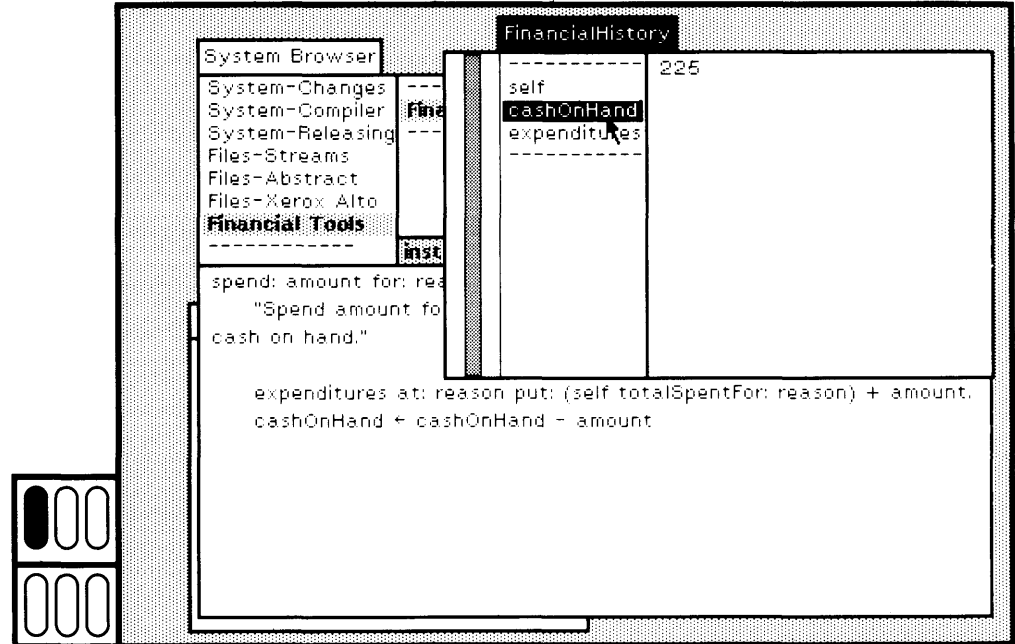 FinancialHistory
System Browser
225
self
cashOnHand
expenditures
System-Changes
System-Compiler
System-Releasing
Files-Streams
Files-Abstract
Files-Xerox Alto
Financial Tools
Fina
inst
spend: amount for: rea
"Spend amount fo
cash on hand."
expenditures at: reason put: (self totalSpentFor: reason) + amount.
cashOnHand ← cashOnHand - amount